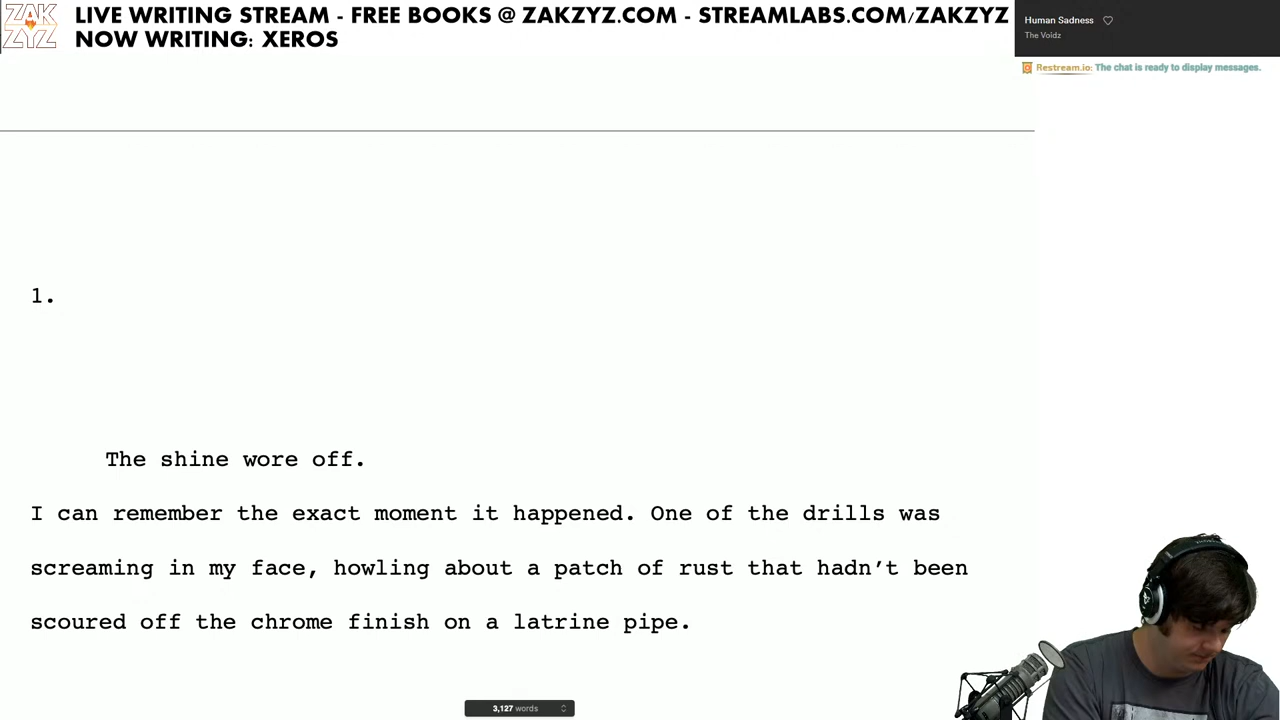 ZAK
ZYZ
LIVE WRITING STREAM - FREE BOOKS @ ZAKZYZ.COM - STREAMLABS.COM/ZAKZYZ
NOW WRITING: XEROS
Human Sadness
The Voidz
Restream.io: The chat is ready to display messages.
1.
The shine wore off.
I can remember the exact moment it happened. One of the drills was
screaming in my face, howling about a patch of rust that hadn’t been
scoured off the chrome finish on a latrine pipe.
3,127 words